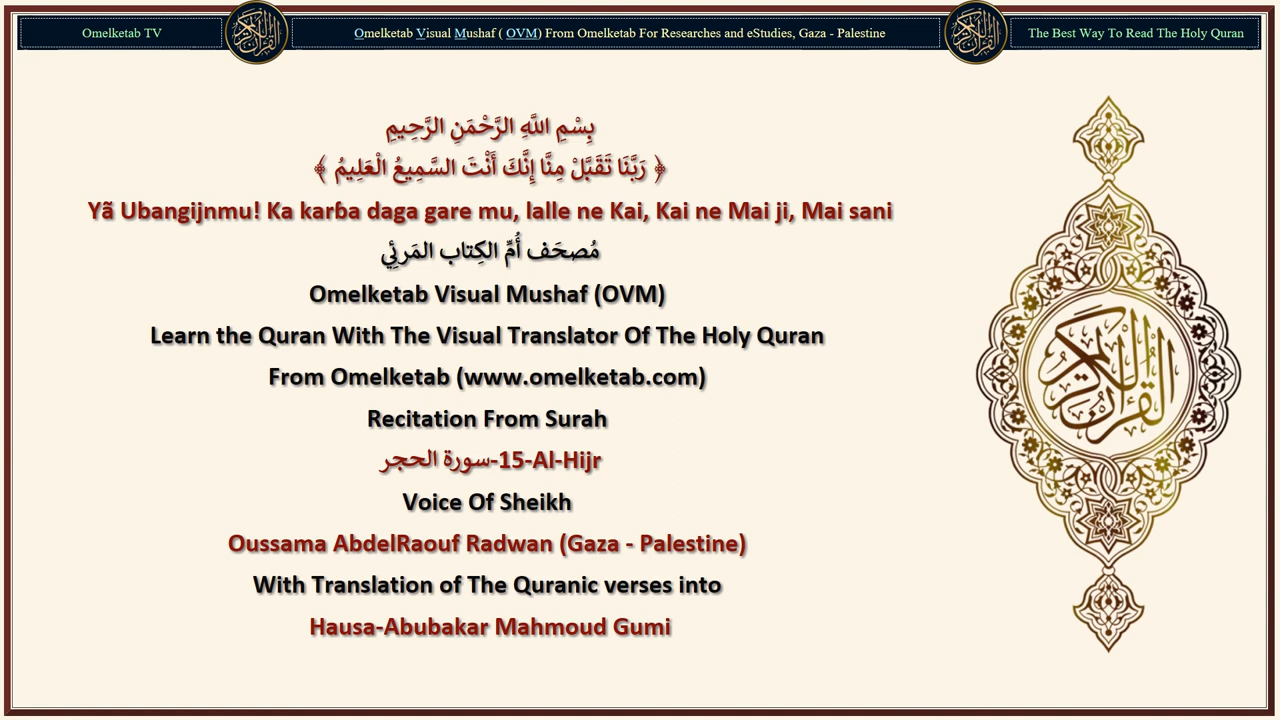 Omelketab TV
Omelketab Visual Mushaf ( OVM) From Omelketab For Researches and eStudies, Gaza - Palestine
The Best Way To Read The Holy Quran
بِسْمِ اللَّهِ الرَّحْمَنِ الرَّحِيمِ
﴿ رَبَّنَا تَقَبَّلْ مِنَّا إِنَّكَ أَنْتَ السَّمِيعُ الْعَلِيمُ ﴾
Yã Ubangijnmu! Ka karɓa daga gare mu, lalle ne Kai, Kai ne Mai ji, Mai sani
مُصحَف أُمِّ الكِتاب المَرئِي
Omelketab Visual Mushaf (OVM)
Learn the Quran With The Visual Translator Of The Holy Quran
From Omelketab (www.omelketab.com)
Recitation From Surah
سورة الحجر-15-Al-Hijr
Voice Of Sheikh
Oussama AbdelRaouf Radwan (Gaza - Palestine)
With Translation of The Quranic verses into
Hausa-Abubakar Mahmoud Gumi
القرآن الكريم